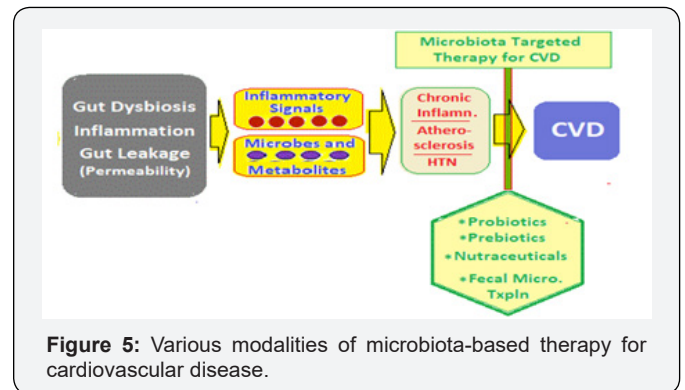 Microbiota Targeted
Therapy for CVD
Gut Dysbiosis
Inflammation
Gut Leakage
(Permeability)
Inflammatory
Signals
Microbes and
Metabolites
Chronic
Inflamn.
Athero-
sclerosis
HTN
CVD
* Probiotics
* Prebiotics
* Nutraceuticals
* Fecal Micro.
Txpln
Figure 5: Various modalities of microbiota-based therapy for
cardiovascular disease.